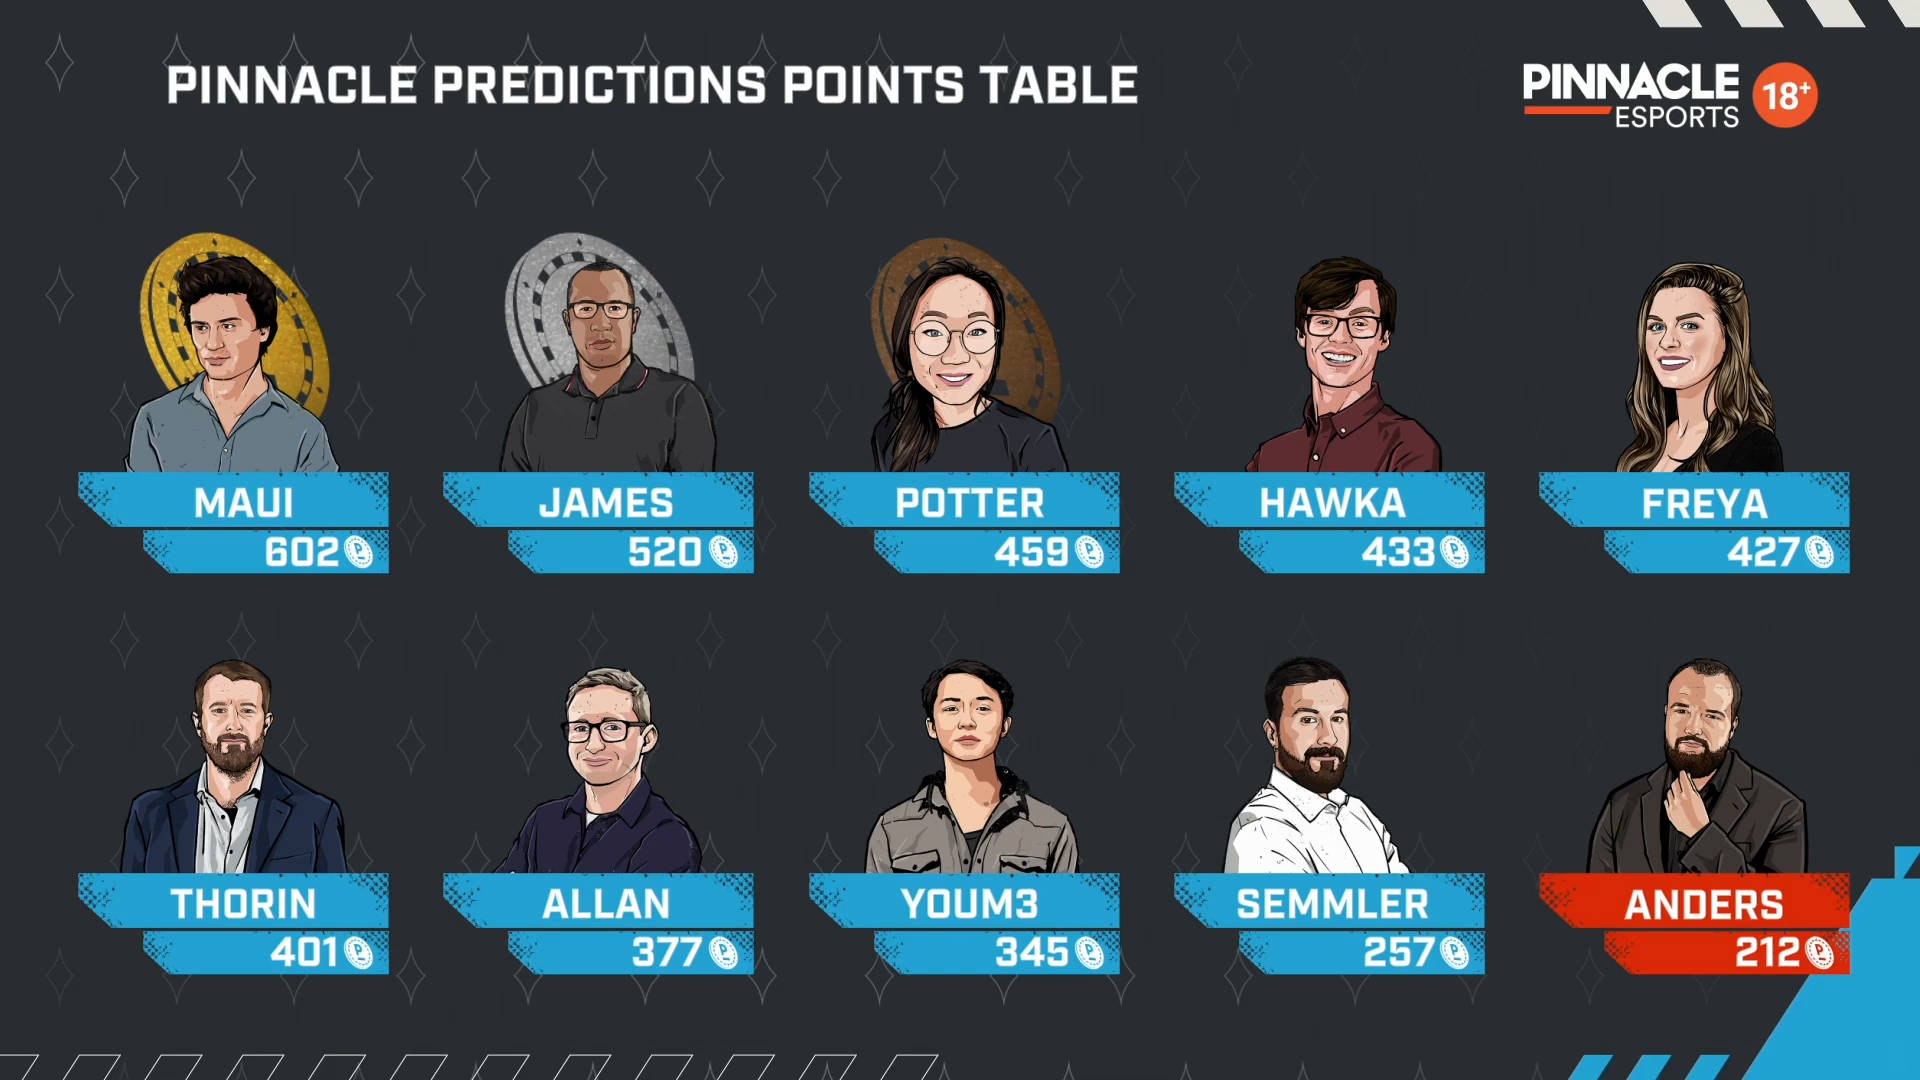 PINNACLE PREDICTIONS POINTS TABLE
PINNACLE
ESPORTS
18+
MAUI
602
JAMES
520
POTTER
459
HAWKA
433
FREYA
427
THORIN
401
ALLAN
377
YOUM3
345
SEMMLER
257
ANDERS
212